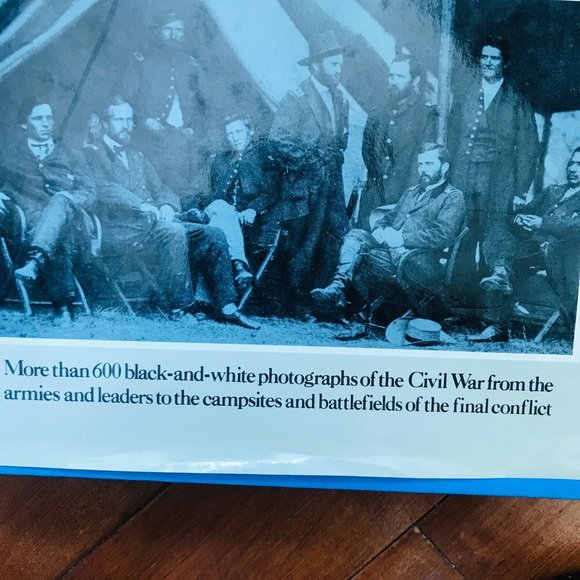 More than 600 black-and-white photographs of the Civil War from the
armies and leaders to the campsites and battlefields of the final conflict